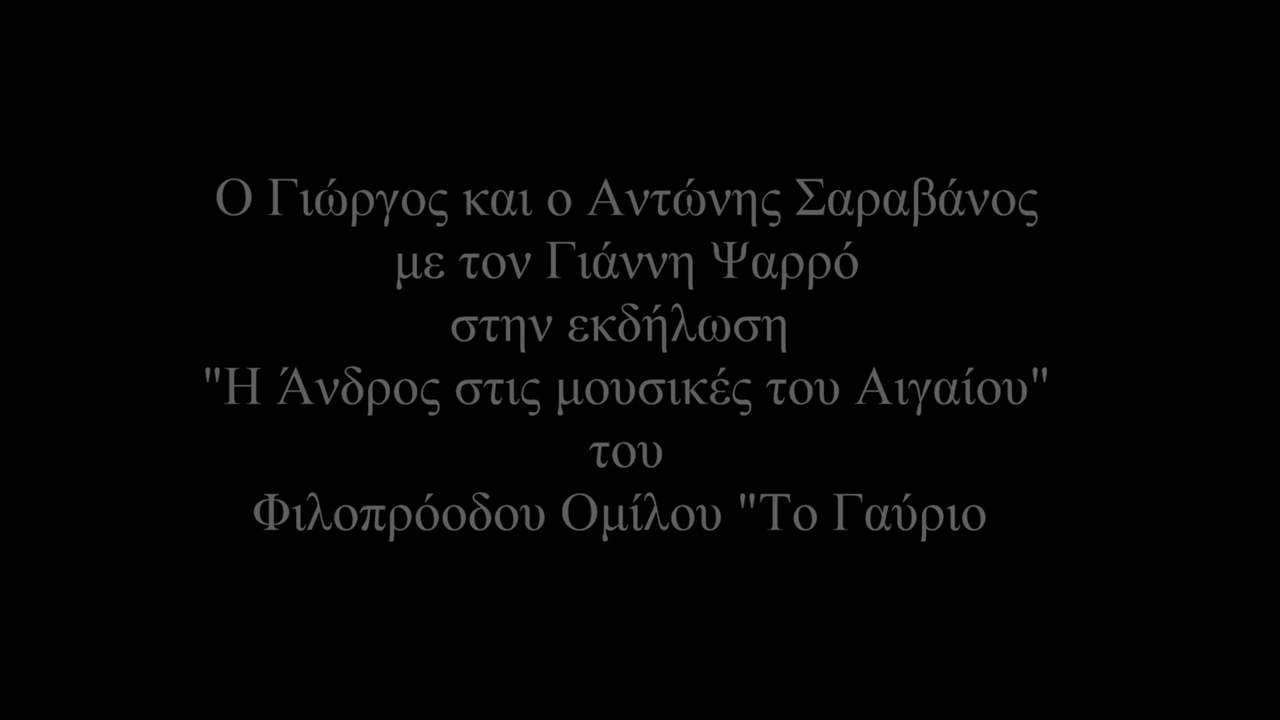 Ο Γιώργος και ο Αντώνης Σαραβάνος
με τον Γιάννη Ψαρρό
στην εκδήλωση
"Η Άνδρος στις μουσικές του Αιγαίου"
του
Φιλοπρόοδου Ομίλου "Το Γαύριο